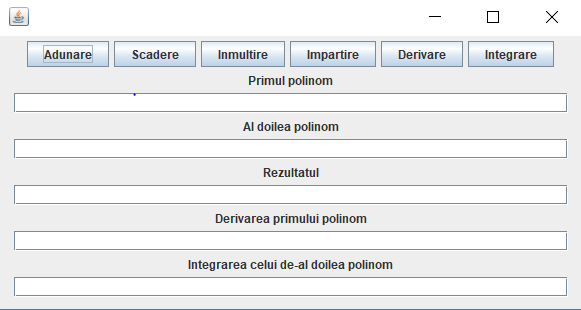 Adunare Scadere Inmultire Impartire Derivare Integrare
Primul polinom
Al doilea polinom
Rezultatul
Derivarea primului polinom
Integrarea celui de-al doilea polinom